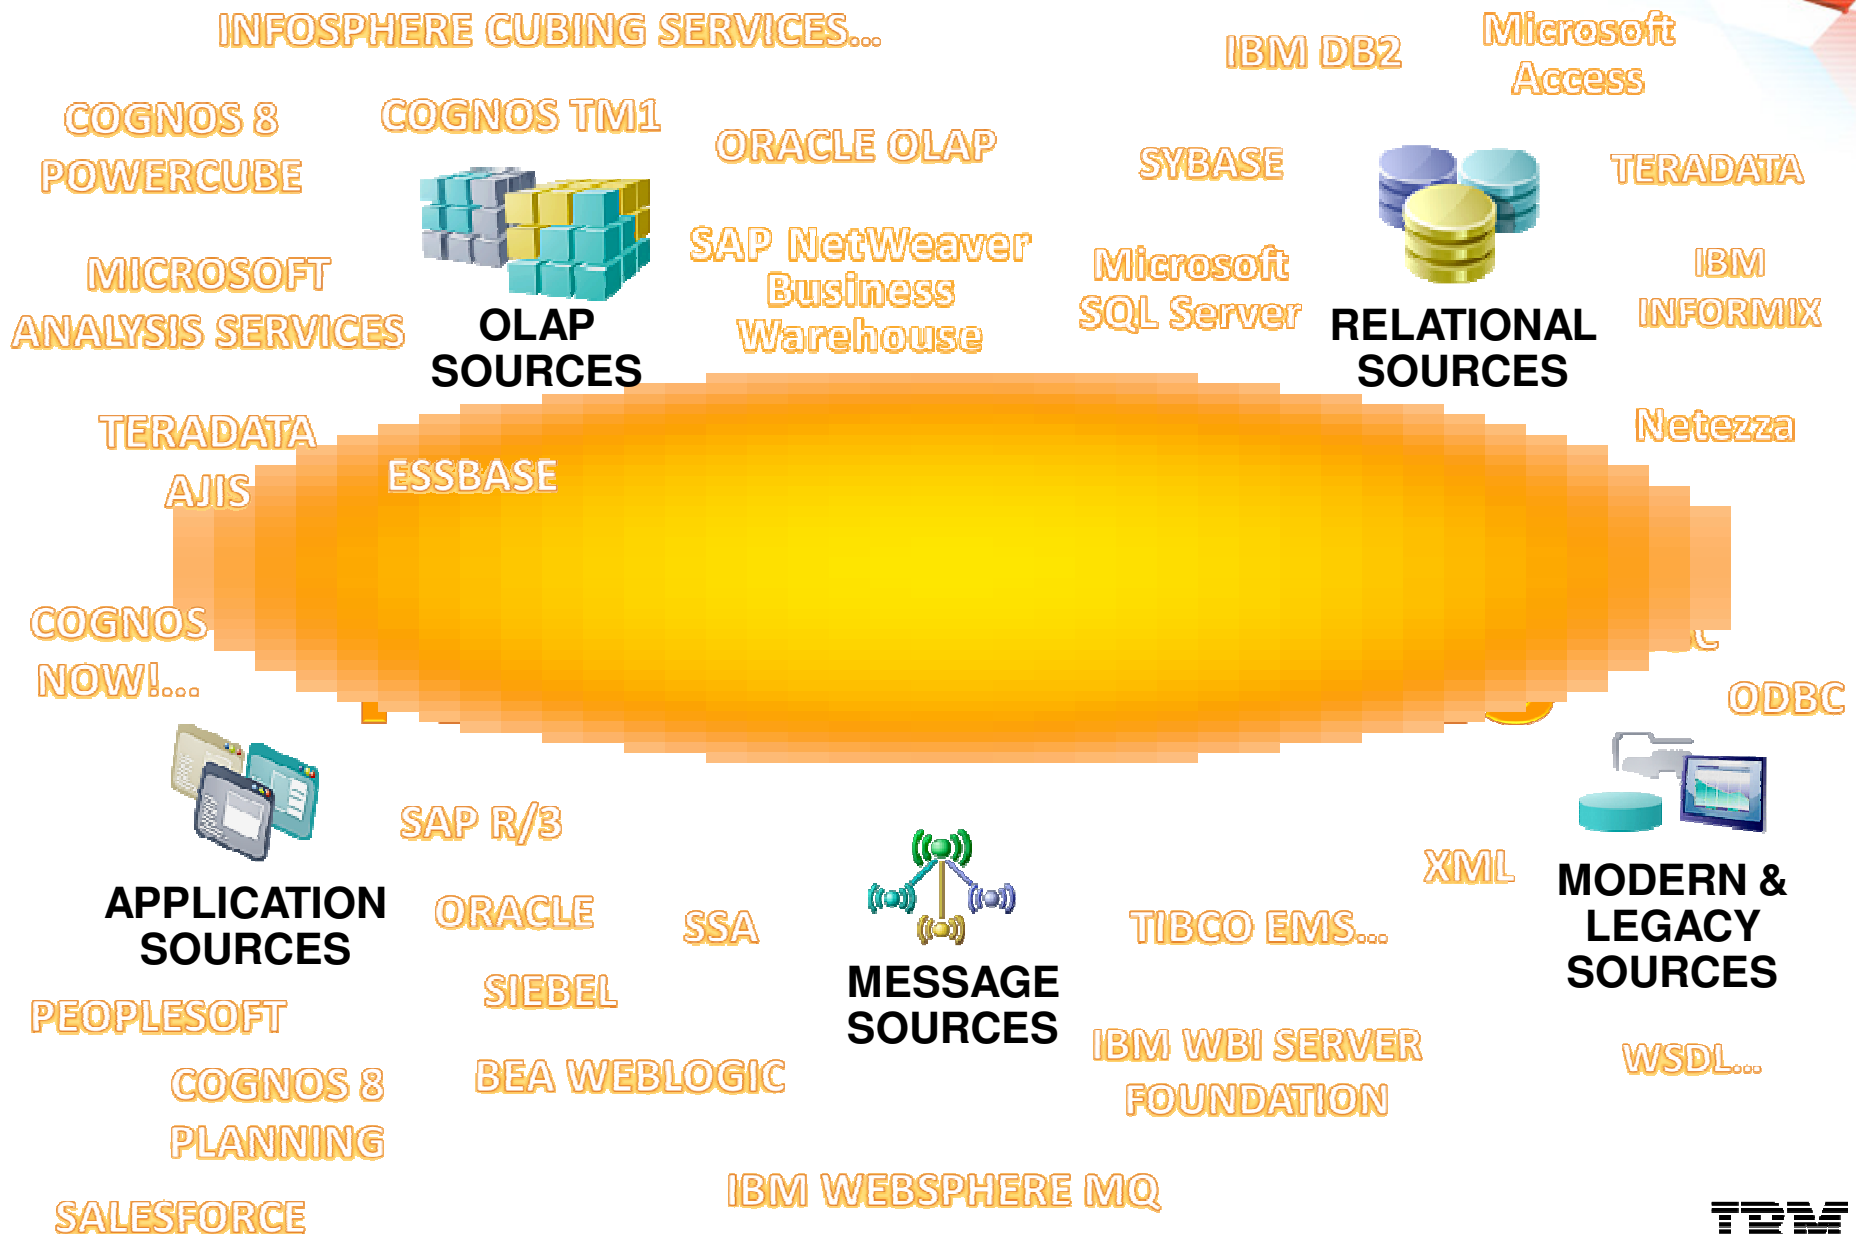 INFOSPHERE CUBING SERVICES...
IBM DB2
Microsoft
Access
COGNOS 8
POWERCUBE
COGNOS TM1
ORACLE OLAP
SYBASE
TERADATA
MICROSOFT
ANALYSIS SERVICES
SAP NetWeaver
Business
Warehouse
Microsoft
SQL Server
IBM
INFORMIX
OLAP
SOURCES
RELATIONAL
SOURCES
TERADATA
AJIS
ESSBASE
Netezza
COGNOS
NOW!...
ODBC
APPLICATION
SOURCES
SAP R/3
ORACLE
SSA
SIEBEL
BEA WEBLOGIC
PEOPLESOFT
COGNOS 8
PLANNING
SALESFORCE
MESSAGE
SOURCES
TIBCO EMS...
IBM WBI SERVER
FOUNDATION
IBM WEBSPHERE MQ
XML
MODERN &
LEGACY
SOURCES
WSDL...
IBM